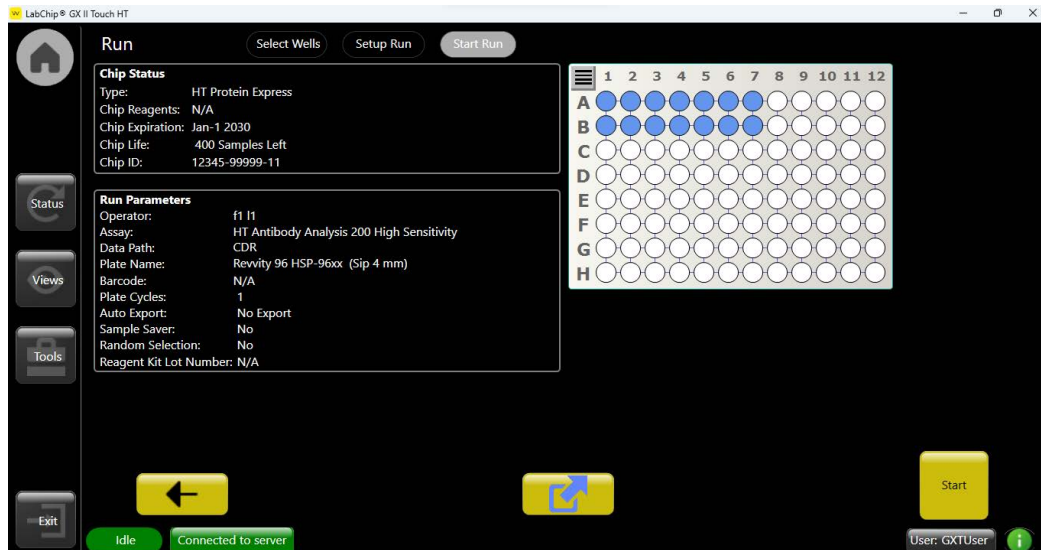 LabChip® GX II Touch HT
Run
Select Wells
Setup Run
Start Run
Chip Status
Type: HT Protein Express
Chip Reagents: N/A
Chip Expiration: Jan-1 2030
Chip Life: 400 Samples Left
Chip ID: 12345-99999-11
1 2 3 4 5 6 7 8 9 10 11 12
A
B
C
D
E
F
G
H
Status
Views
Tools
Exit
Run Parameters
Operator: f1 l1
Assay: HT Antibody Analysis 200 High Sensitivity
Data Path: CDR
Plate Name: Revvity 96 HSP-96xx (Sip 4 mm)
Barcode: N/A
Plate Cycles: 1
Auto Export: No Export
Sample Saver: No
Random Selection: No
Reagent Kit Lot Number: N/A
Start
Idle
Connected to server
User: GXTUser
i